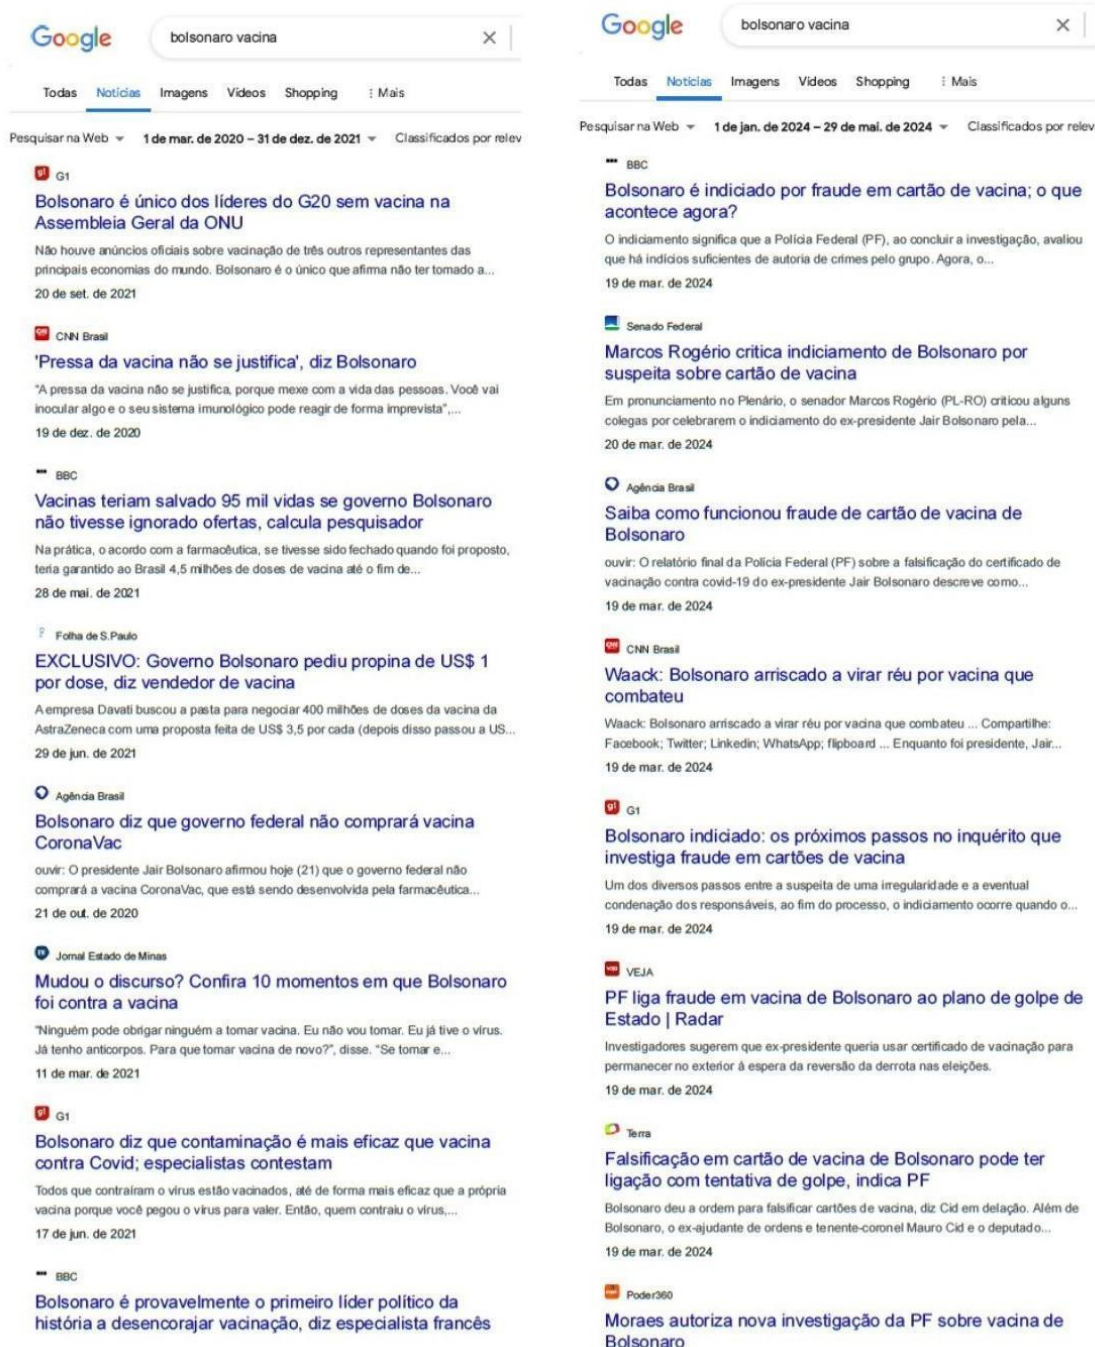 Google
bolsonaro vacina
Todas Notícias Imagens Vídeos Shopping Mais
Pesquisar na Web 1 de mar. de 2020 – 31 de dez. de 2021 Classificados por relev
G1
Bolsonaro é único dos líderes do G20 sem vacina na
Assembleia Geral da ONU
Não houve anúncios oficiais sobre vacinação de três outros representantes das
principais economias do mundo. Bolsonaro é o único que afirma não ter tomado a...
20 de set. de 2021
CNN Brasil
'Pressa da vacina não se justifica', diz Bolsonaro
"A pressa da vacina não se justifica, porque mexe com a vida das pessoas. Você vai
inocular algo e o seu sistema imunológico pode reagir de forma imprevista",...
19 de dez. de 2020
BBC
Vacinas teriam salvado 95 mil vidas se governo Bolsonaro
não tivesse ignorado ofertas, calcula pesquisador
Na prática, o acordo com a farmacêutica, se tivesse sido fechado quando foi proposto,
teria garantido ao Brasil 4,5 milhões de doses de vacina até o fim de...
28 de mai. de 2021
Folha de S.Paulo
EXCLUSIVO: Governo Bolsonaro pediu propina de US$ 1
por dose, diz vendedor de vacina
A empresa Davati buscou a pasta para negociar 400 milhões de doses da vacina da
AstraZeneca com uma proposta feita de US$ 3,5 por cada (depois disso passou a US...
29 de jun. de 2021
Agência Brasil
Bolsonaro diz que governo federal não comprará vacina
CoronaVac
ouvir: O presidente Jair Bolsonaro afirmou hoje (21) que o governo federal não
comprará a vacina CoronaVac, que está sendo desenvolvida pela farmacêutica...
21 de out. de 2020
Jornal Estado de Minas
Mudou o discurso? Confira 10 momentos em que Bolsonaro
foi contra a vacina
"Ninguém pode obrigar ninguém a tomar vacina. Eu não vou tomar. Eu já tive o vírus.
Já tenho anticorpos. Para que tomar vacina de novo?", disse. "Se tomar e...
11 de mar. de 2021
G1
Bolsonaro diz que contaminação é mais eficaz que vacina
contra Covid; especialistas contestam
Todos que contraíram o vírus estão vacinados, até de forma mais eficaz que a própria
vacina porque você pegou o vírus para valer. Então, quem contraiu o vírus,...
17 de jun. de 2021
BBC
Bolsonaro é provavelmente o primeiro líder político da
história a desencorajar vacinação, diz especialista francês
Google
bolsonaro vacina
Todas Notícias Imagens Vídeos Shopping Mais
Pesquisar na Web 1 de jan. de 2024 – 29 de mai. de 2024 Classificados por relev
BBC
Bolsonaro é indiciado por fraude em cartão de vacina; o que
acontece agora?
O indiciamento significa que a Polícia Federal (PF), ao concluir a investigação, avaliou
que há indícios suficientes de autoria de crimes pelo grupo. Agora, o...
19 de mar. de 2024
Senado Federal
Marcos Rogério critica indiciamento de Bolsonaro por
suspeita sobre cartão de vacina
Em pronunciamento no Plenário, o senador Marcos Rogério (PL-RO) criticou alguns
colegas por celebrarem o indiciamento do ex-presidente Jair Bolsonaro pela...
20 de mar. de 2024
Agência Brasil
Saiba como funcionou fraude de cartão de vacina de
Bolsonaro
ouvir: O relatório final da Polícia Federal (PF) sobre a falsificação do certificado de
vacinação contra covid-19 do ex-presidente Jair Bolsonaro descreve como...
19 de mar. de 2024
CNN Brasil
Waack: Bolsonaro arriscado a virar réu por vacina que
combateu
Waack: Bolsonaro arriscado a virar réu por vacina que combateu ... Compartilhe:
Facebook; Twitter; Linkedin; WhatsApp; flipboard ... Enquanto foi presidente, Jair...
19 de mar. de 2024
G1
Bolsonaro indiciado: os próximos passos no inquérito que
investiga fraude em cartões de vacina
Um dos diversos passos entre a suspeita de uma irregularidade e a eventual
condenação dos responsáveis, ao fim do processo, o indiciamento ocorre quando o...
19 de mar. de 2024
VEJA
PF liga fraude em vacina de Bolsonaro ao plano de golpe de
Estado | Radar
Investigadores sugerem que ex-presidente queria usar certificado de vacinação para
permanecer no exterior à espera da reversão da derrota nas eleições.
19 de mar. de 2024
Terra
Falsificação em cartão de vacina de Bolsonaro pode ter
ligação com tentativa de golpe, indica PF
Bolsonaro deu a ordem para falsificar cartões de vacina, diz Cid em delação. Além de
Bolsonaro, o ex-ajudante de ordens e tenente-coronel Mauro Cid e o deputado...
19 de mar. de 2024
Poder360
Moraes autoriza nova investigação da PF sobre vacina de
Bolsonaro